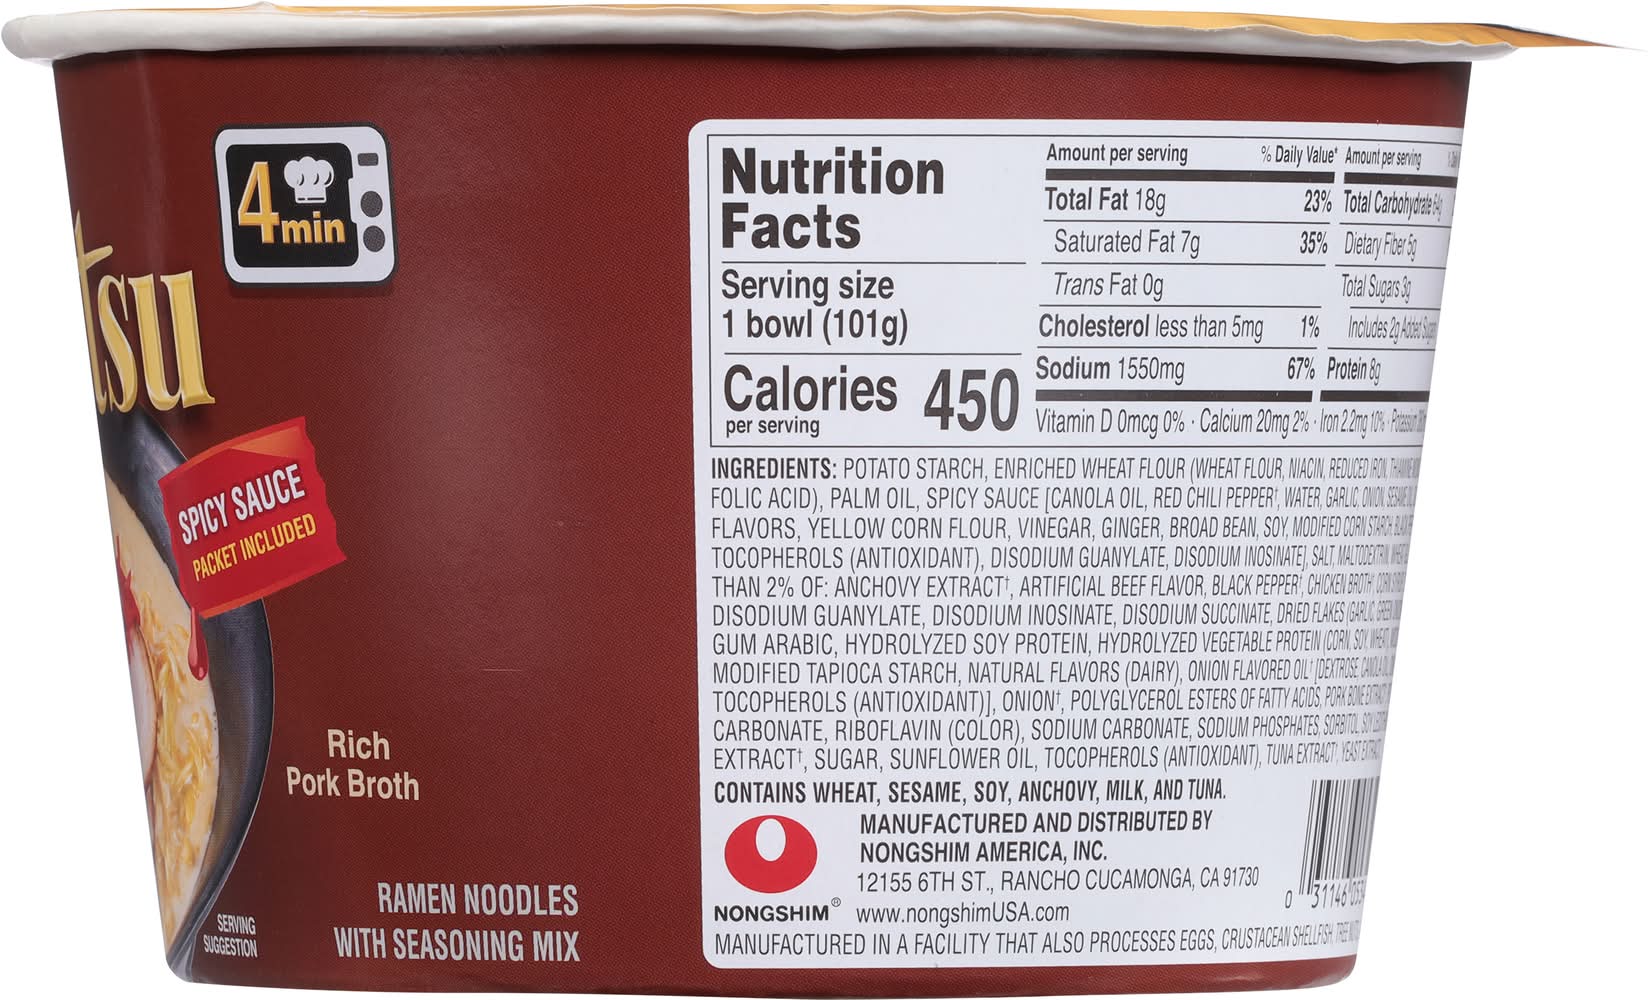 4 min
tsu
SPICY SAUCE
PACKET INCLUDED
Rich
Pork Broth
RAMEN NOODLES
WITH SEASONING MIX
SERVING
SUGGESTION
Nutrition
Facts
Serving size
1 bowl (101g)
Calories 450
per serving
Amount per serving % Daily Value*
Total Fat 18g 23%
Saturated Fat 7g 35%
Trans Fat 0g
Cholesterol less than 5mg 1%
Sodium 1550mg 67%
Amount per serving
Total Carbohydrate 64g
Dietary Fiber 5g
Total Sugars 3g
Includes 2g Added
Protein 8g
Vitamin D 0mcg 0% · Calcium 20mg 2% · Iron 2.2mg 10% ·
INGREDIENTS: POTATO STARCH, ENRICHED WHEAT FLOUR (WHEAT FLOUR, NIACIN, REDUCED IRON,
FOLIC ACID), PALM OIL, SPICY SAUCE [CANOLA OIL, RED CHILI PEPPER†, WATER, GARLIC, ONION,
FLAVORS, YELLOW CORN FLOUR, VINEGAR, GINGER, BROAD BEAN, SOY, MODIFIED CORN STARCH,
TOCOPHEROLS (ANTIOXIDANT), DISODIUM GUANYLATE, DISODIUM INOSINATE], SALT, MALTODEXTRIN,
THAN 2% OF: ANCHOVY EXTRACT†, ARTIFICIAL BEEF FLAVOR, BLACK PEPPER†, CHICKEN BROTH†,
DISODIUM GUANYLATE, DISODIUM INOSINATE, DISODIUM SUCCINATE, DRIED FLAKES (GARLIC, GREEN
GUM ARABIC, HYDROLYZED SOY PROTEIN, HYDROLYZED VEGETABLE PROTEIN (CORN, SOY, WHEAT),
MODIFIED TAPIOCA STARCH, NATURAL FLAVORS (DAIRY), ONION FLAVORED OIL† [DEXTROSE, CANOLA OIL,
TOCOPHEROLS (ANTIOXIDANT)], ONION†, POLYGLYCEROL ESTERS OF FATTY ACIDS, PORK BONE EXTRACT
CARBONATE, RIBOFLAVIN (COLOR), SODIUM CARBONATE, SODIUM PHOSPHATES, SORBITOL,
EXTRACT†, SUGAR, SUNFLOWER OIL, TOCOPHEROLS (ANTIOXIDANT), TUNA EXTRACT†, YEAST
CONTAINS WHEAT, SESAME, SOY, ANCHOVY, MILK, AND TUNA.
MANUFACTURED AND DISTRIBUTED BY
NONGSHIM AMERICA, INC.
12155 6TH ST., RANCHO CUCAMONGA, CA 91730
NONGSHIM® www.nongshimUSA.com
0 31146
MANUFACTURED IN A FACILITY THAT ALSO PROCESSES EGGS, CRUSTACEAN SHELLFISH, TREE